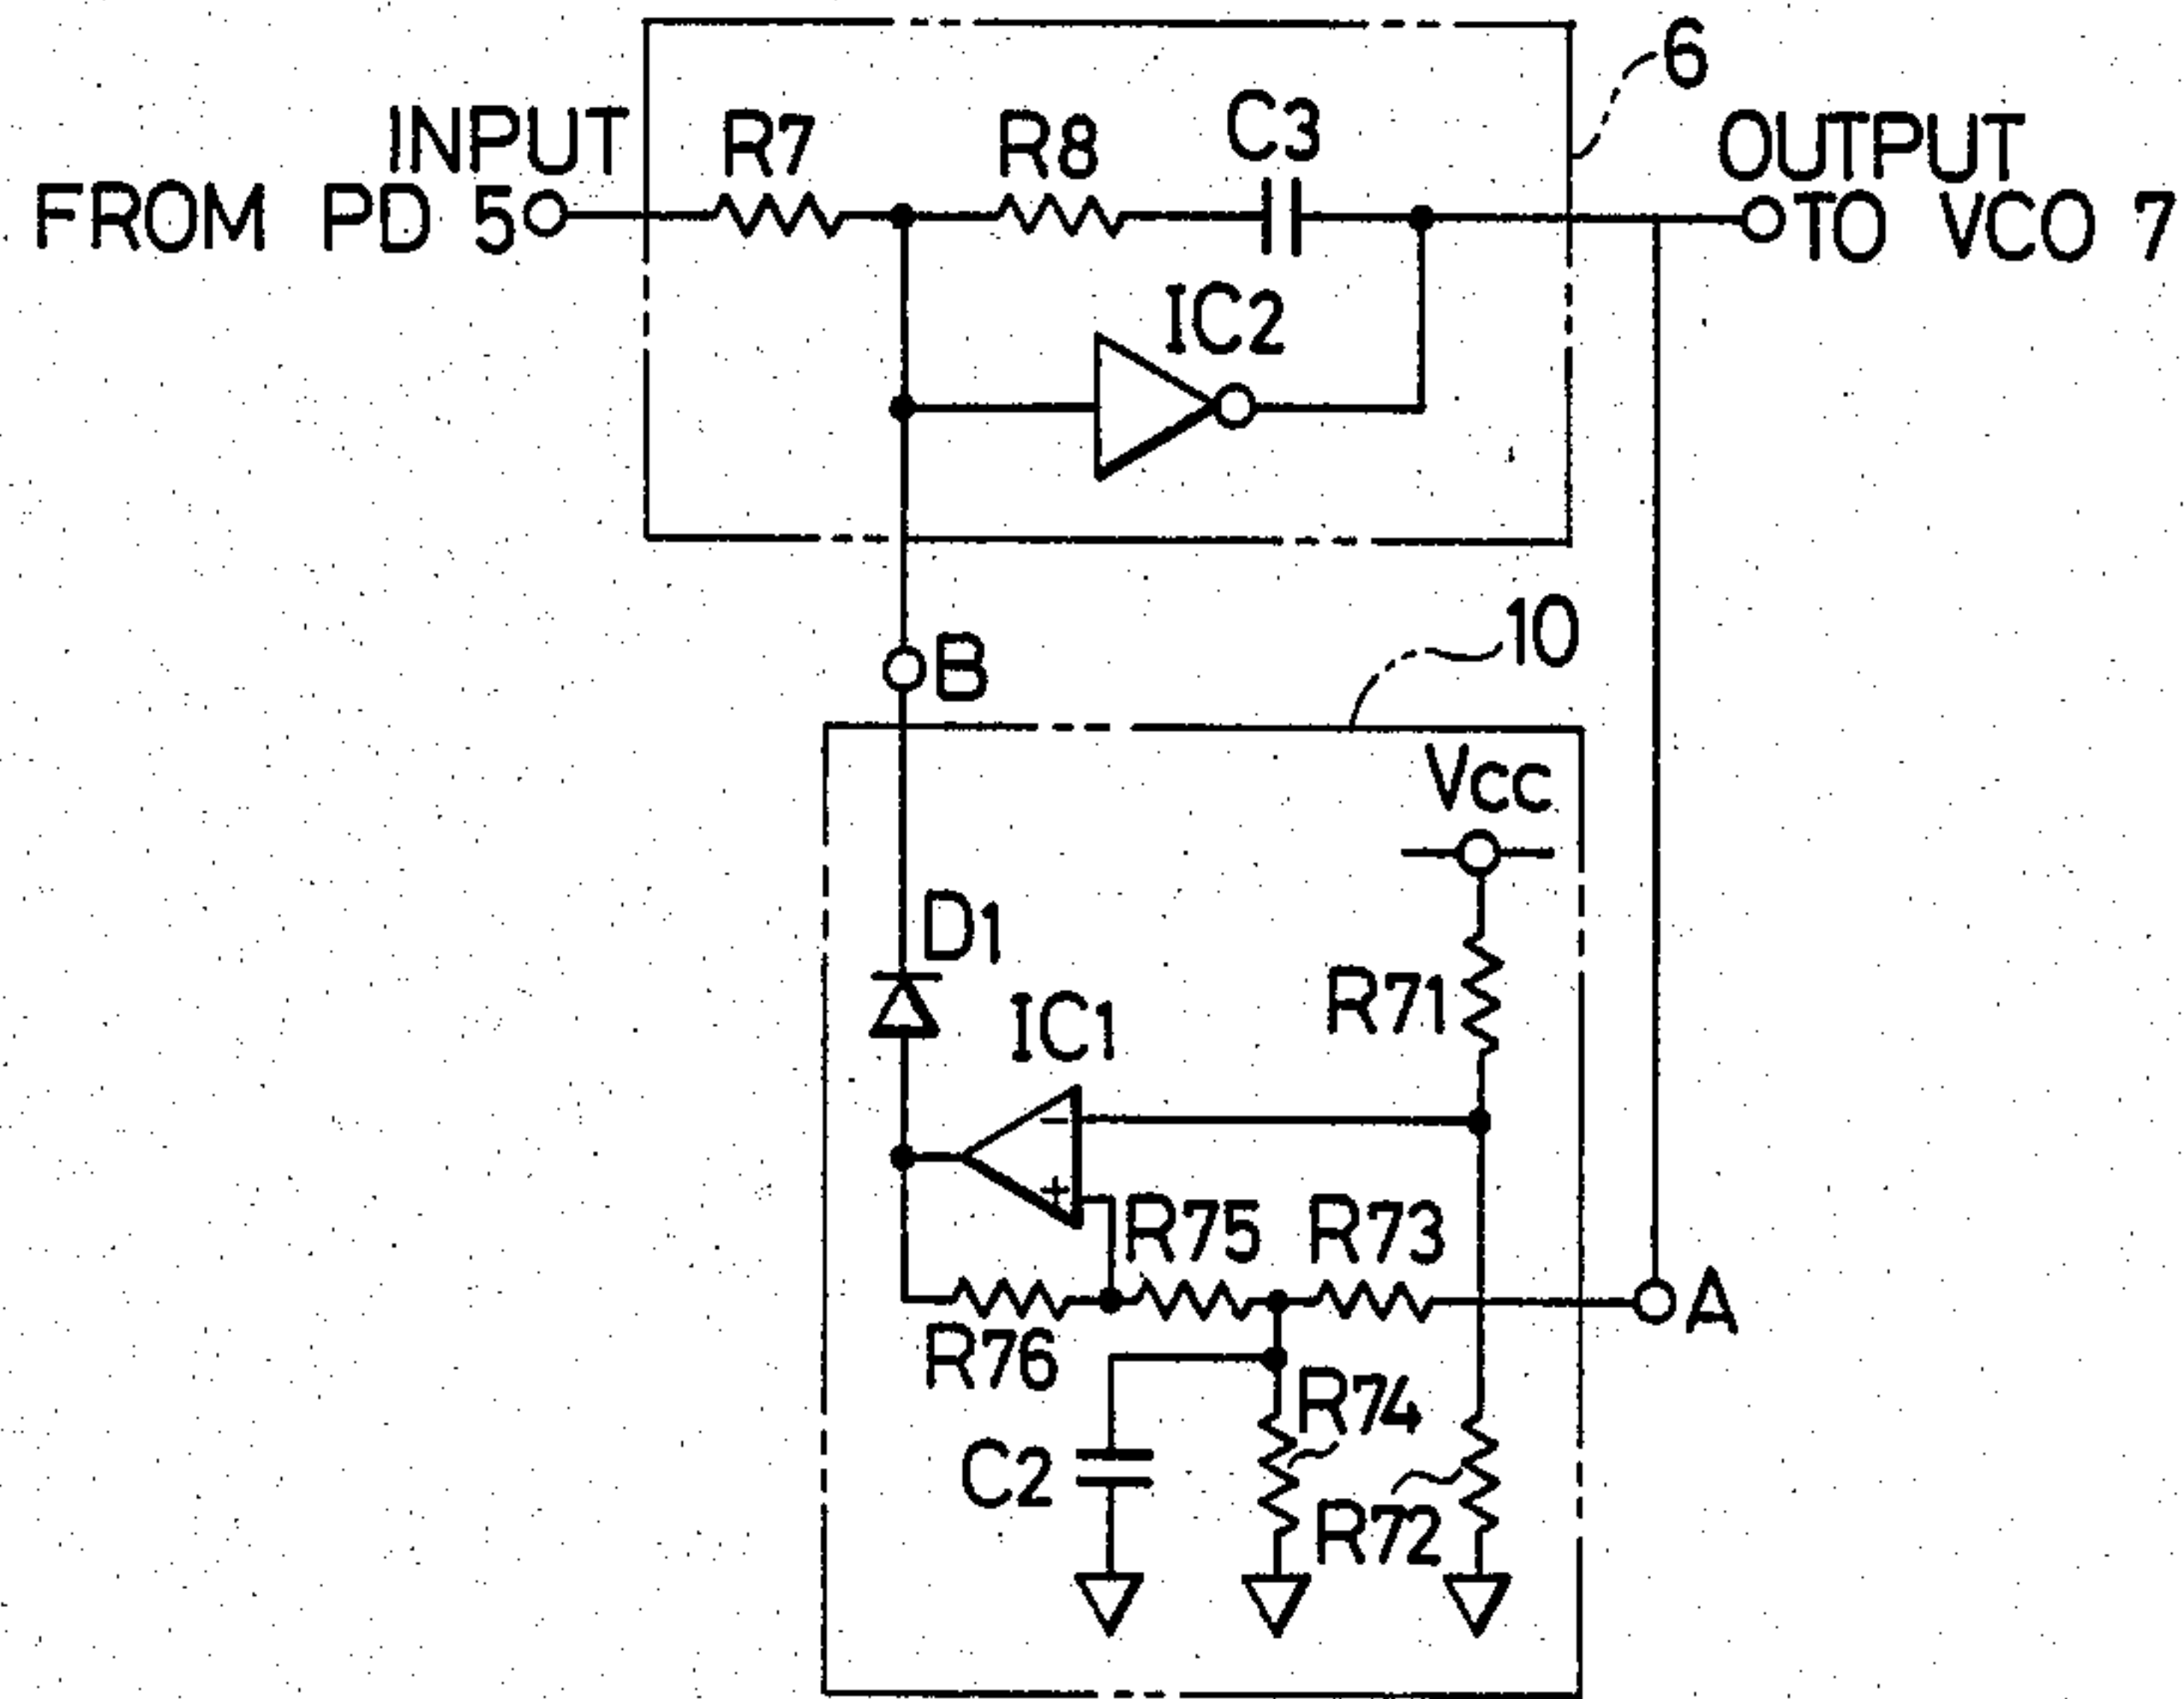 6
INPUT
FROM PD 5
R7
R8
C3
OUTPUT
TO VCO 7
IC2
B
10
Vcc
D1
R71
IC1
−
+
R75
R73
A
R76
R74
C2
R72